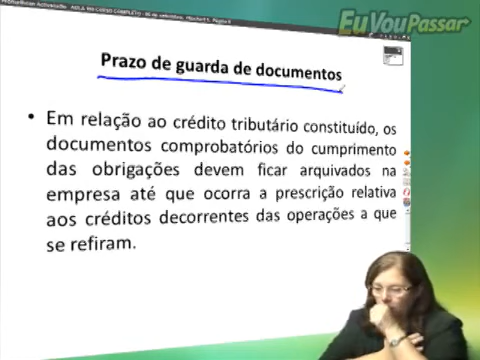 EuVouPassar
Prazo de guarda de documentos
• Em relação ao crédito tributário constituído, os
documentos comprobatórios do cumprimento
das obrigações devem ficar arquivados na
empresa até que ocorra a prescrição relativa
aos créditos decorrentes das operações a que
se refiram.